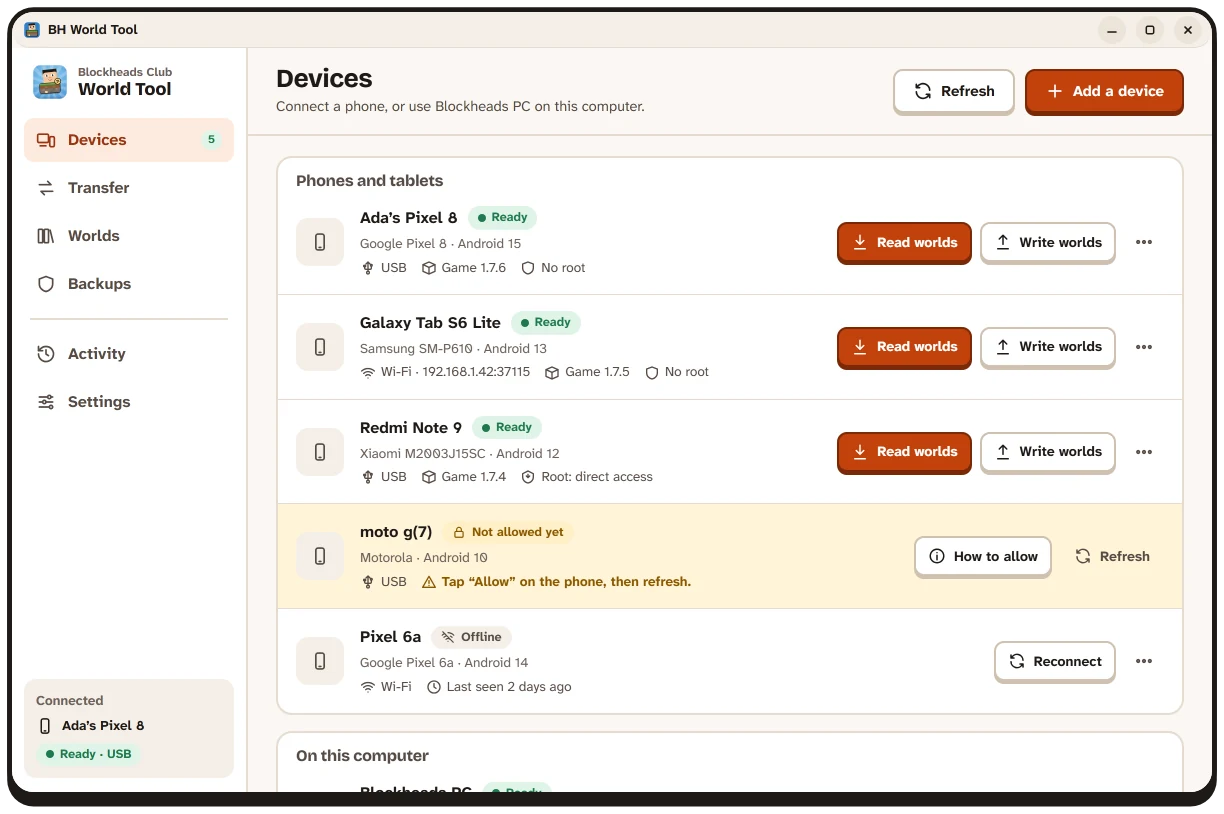 BH World Tool
Blockheads Club
World Tool
Devices 5
Transfer
Worlds
Backups
Activity
Settings
Connected
Ada’s Pixel 8
Ready · USB
Devices
Connect a phone, or use Blockheads PC on this computer.
Refresh
Add a device
Phones and tablets
Ada’s Pixel 8 Ready
Google Pixel 8 · Android 15
USB Game 1.7.6 No root
Read worlds Write worlds
Galaxy Tab S6 Lite Ready
Samsung SM-P610 · Android 13
Wi-Fi · 192.168.1.42:37115 Game 1.7.5 No root
Read worlds Write worlds
Redmi Note 9 Ready
Xiaomi M2003J15SC · Android 12
USB Game 1.7.4 Root: direct access
Read worlds Write worlds
moto g(7) Not allowed yet
Motorola · Android 10
USB Tap “Allow” on the phone, then refresh.
How to allow Refresh
Pixel 6a Offline
Google Pixel 6a · Android 14
Wi-Fi Last seen 2 days ago
Reconnect
On this computer
Blockheads PC Ready